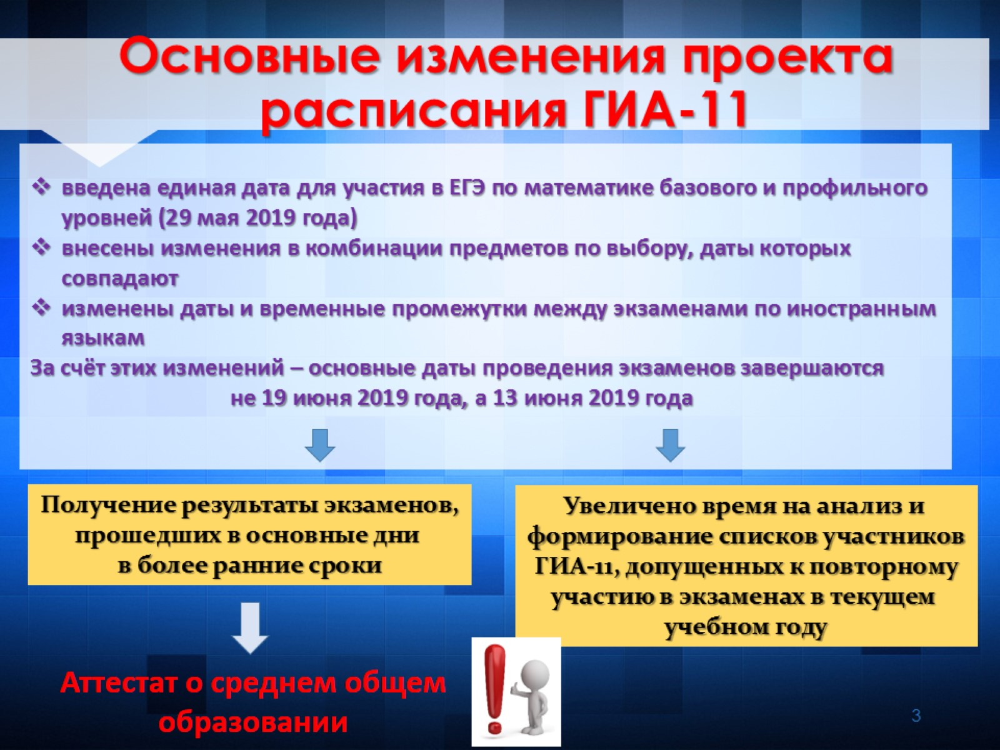 Основные изменения проекта
расписания ГИА-11
введена единая дата для участия в ЕГЭ по математике базового и профильного
уровней (29 мая 2019 года)
внесены изменения в комбинации предметов по выбору, даты которых
совпадают
изменены даты и временные промежутки между экзаменами по иностранным
языкам
За счёт этих изменений – основные даты проведения экзаменов завершаются
не 19 июня 2019 года, а 13 июня 2019 года
Получение результаты экзаменов,
прошедших в основные дни
в более ранние сроки
Увеличено время на анализ и
формирование списков участников
ГИА-11, допущенных к повторному
участию в экзаменах в текущем
учебном году
Аттестат о среднем общем
образовании
3